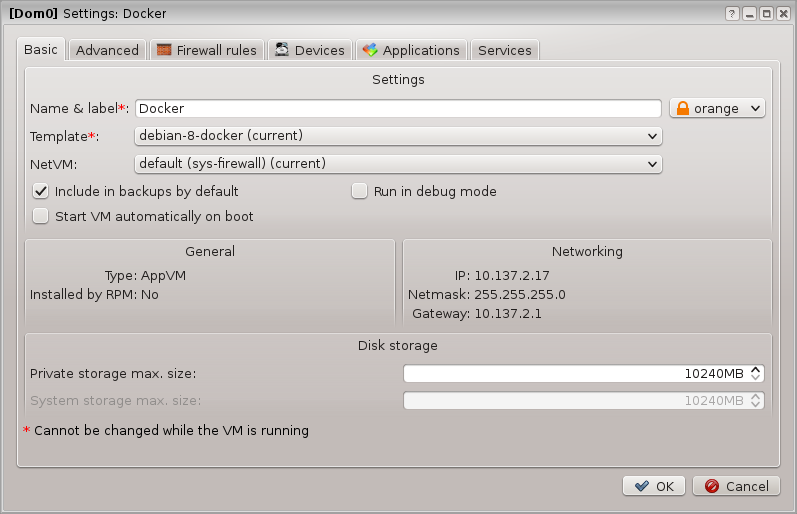 [Dom0] Settings: Docker
Basic Advanced Firewall rules Devices Applications Services
Settings
Name & label*: Docker orange
Template*: debian-8-docker (current)
NetVM: default (sys-firewall) (current)
Include in backups by default Run in debug mode
Start VM automatically on boot
General Networking
Type: AppVM IP: 10.137.2.17
Installed by RPM: No Netmask: 255.255.255.0
Gateway: 10.137.2.1
Disk storage
Private storage max. size: 10240MB
System storage max. size: 10240MB
* Cannot be changed while the VM is running
OK Cancel